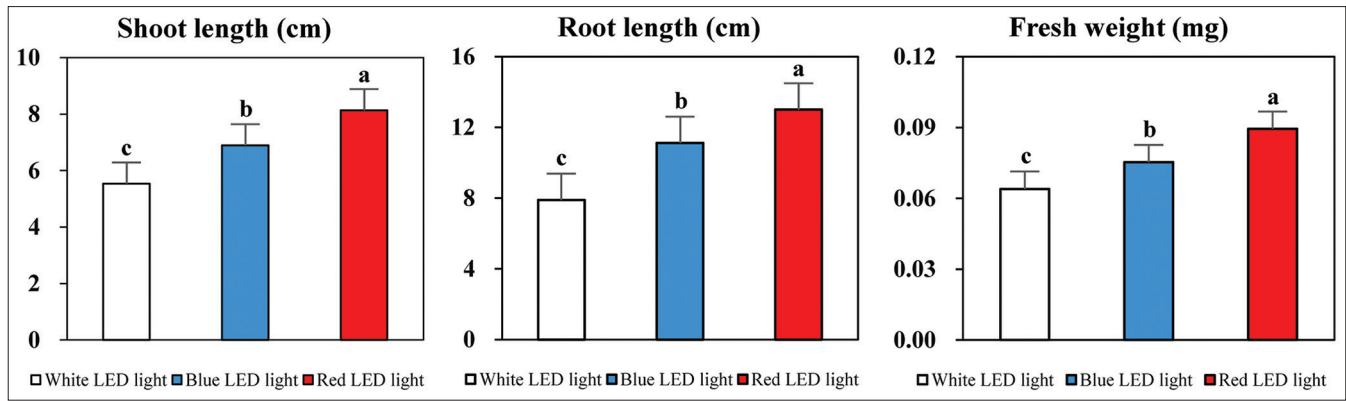 Shoot length (cm)
10
8
6
4
2
0
c
b
a
White LED light Blue LED light Red LED light
Root length (cm)
16
12
8
4
0
c
b
a
White LED light Blue LED light Red LED light
Fresh weight (mg)
0.12
0.09
0.06
0.03
0.00
c
b
a
White LED light Blue LED light Red LED light